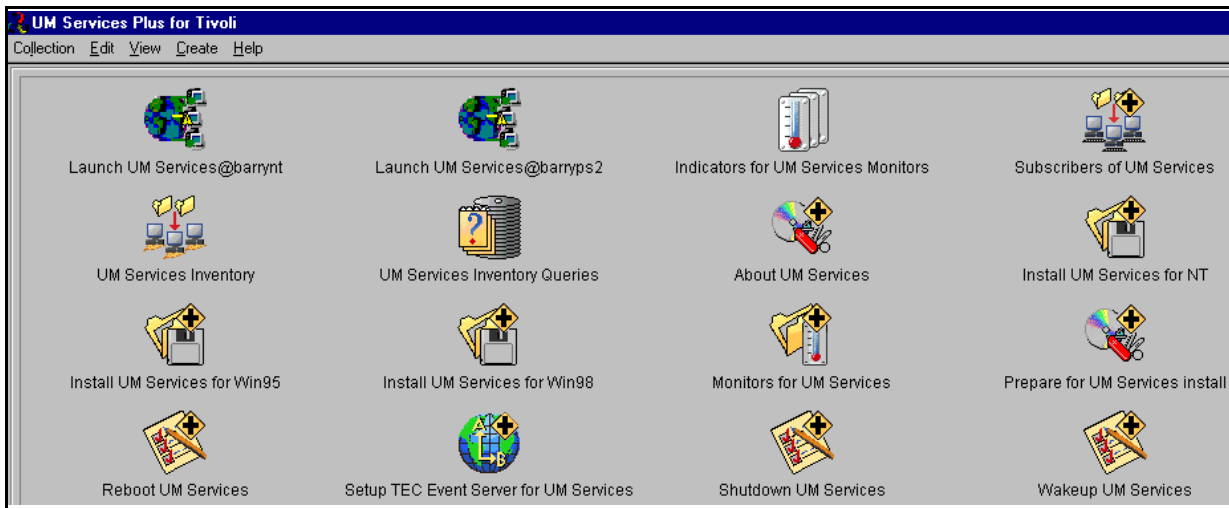 UM Services Plus for Tivoli
Collection Edit View Create Help
Launch UM Services@barrynt
Launch UM Services@barryps2
Indicators for UM Services Monitors
Subscribers of UM Services
UM Services Inventory
UM Services Inventory Queries
About UM Services
Install UM Services for NT
Install UM Services for Win95
Install UM Services for Win98
Monitors for UM Services
Prepare for UM Services install
A
B
Reboot UM Services
Setup TEC Event Server for UM Services
Shutdown UM Services
Wakeup UM Services